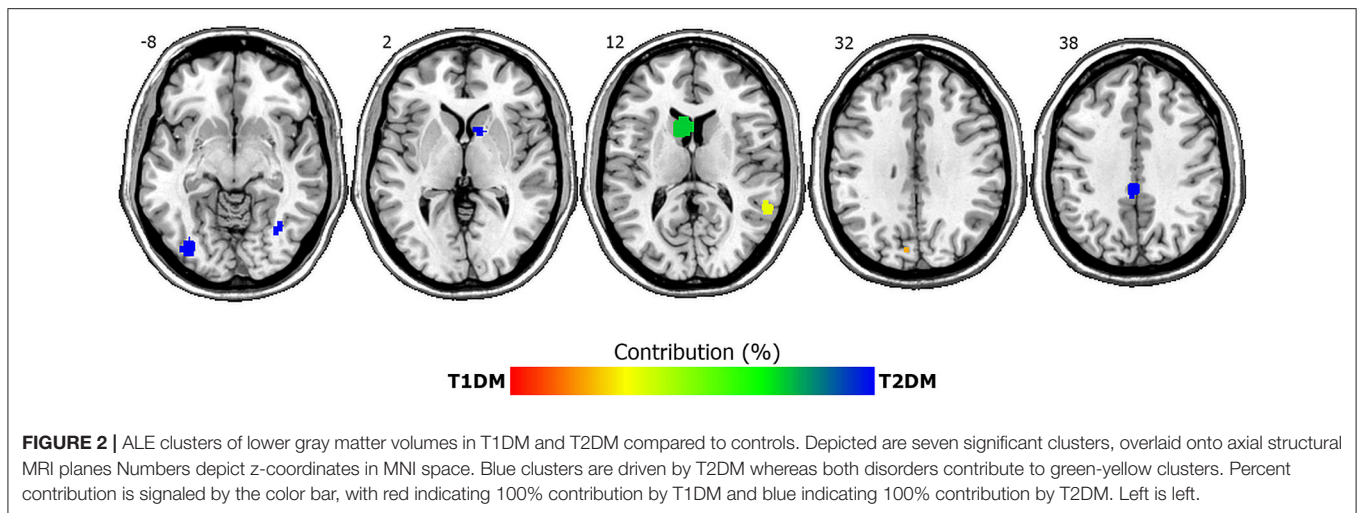 -8 2 12 32 38
Contribution (%)
T1DM T2DM
FIGURE 2 | ALE clusters of lower gray matter volumes in T1DM and T2DM compared to controls. Depicted are seven significant clusters, overlaid onto axial structural
MRI planes Numbers depict z-coordinates in MNI space. Blue clusters are driven by T2DM whereas both disorders contribute to green-yellow clusters. Percent
contribution is signaled by the color bar, with red indicating 100% contribution by T1DM and blue indicating 100% contribution by T2DM. Left is left.